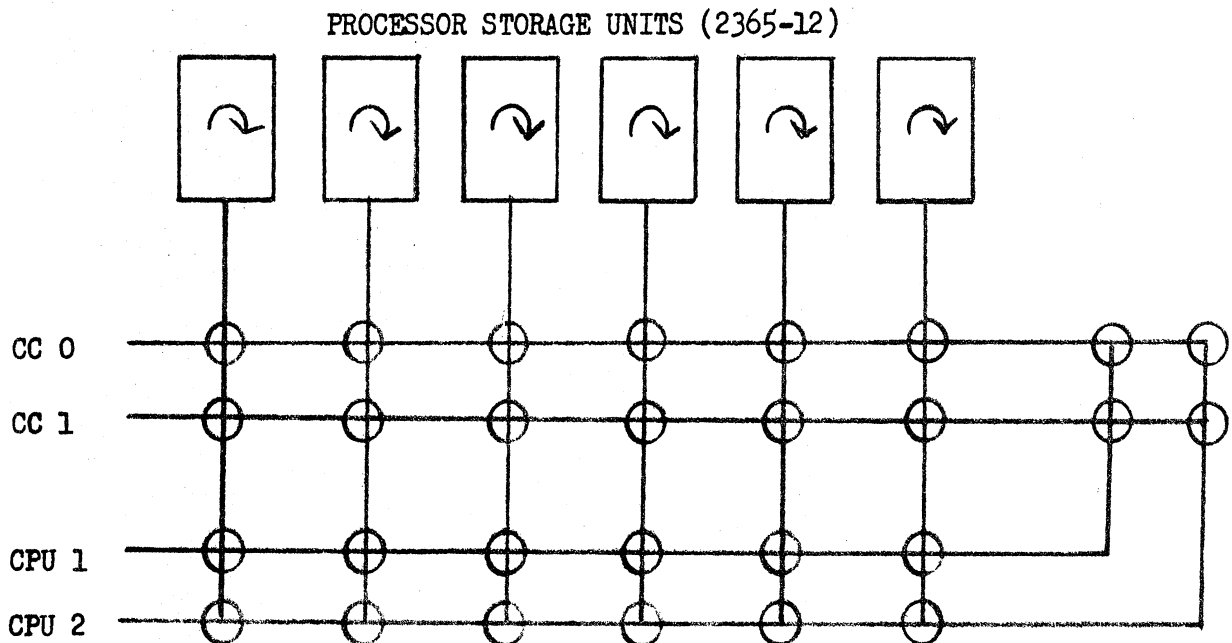 PROCESSOR STORAGE UNITS (2365-12)
CC 0
CC 1
CPU 1
CPU 2